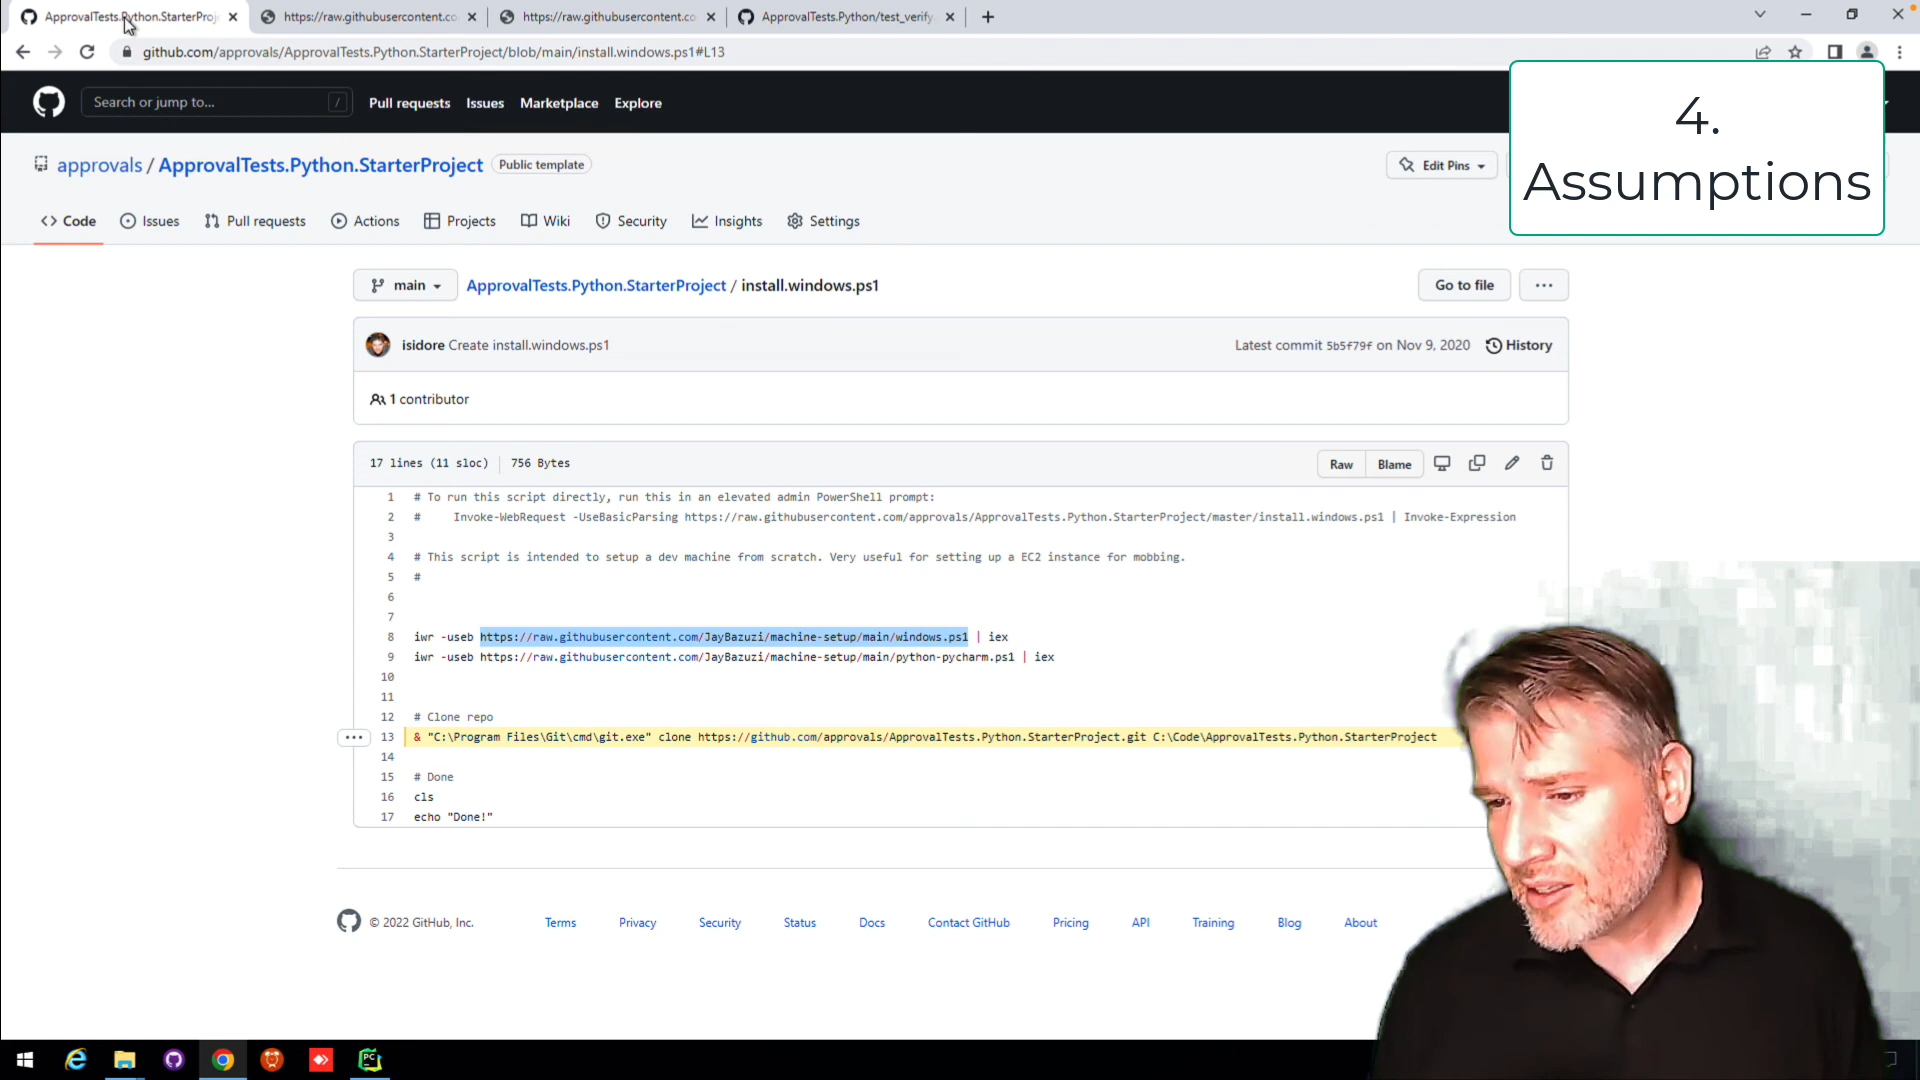 ApprovalTests.Python.StarterProj
https://raw.githubusercontent.co
https://raw.githubusercontent.co
ApprovalTests.Python/test_verify
github.com/approvals/ApprovalTests.Python.StarterProject/blob/main/install.windows.ps1#L13
Search or jump to...
/
Pull requests
Issues
Marketplace
Explore
4.
Assumptions
approvals / ApprovalTests.Python.StarterProject
Public template
Edit Pins
Code
Issues
Pull requests
Actions
Projects
Wiki
Security
Insights
Settings
main
ApprovalTests.Python.StarterProject / install.windows.ps1
Go to file
isidore Create install.windows.ps1
Latest commit 5b5f79f on Nov 9, 2020
History
1 contributor
17 lines (11 sloc)
756 Bytes
Raw
Blame
1 # To run this script directly, run this in an elevated admin PowerShell prompt:
2 # Invoke-WebRequest -UseBasicParsing https://raw.githubusercontent.com/approvals/ApprovalTests.Python.StarterProject/master/install.windows.ps1 | Invoke-Expression
3
4 # This script is intended to setup a dev machine from scratch. Very useful for setting up a EC2 instance for mobbing.
5 #
6
7
8 iwr -useb https://raw.githubusercontent.com/JayBazuzi/machine-setup/main/windows.ps1 | iex
9 iwr -useb https://raw.githubusercontent.com/JayBazuzi/machine-setup/main/python-pycharm.ps1 | iex
10
11
12 # Clone repo
13 & "C:\Program Files\Git\cmd\git.exe" clone https://github.com/approvals/ApprovalTests.Python.StarterProject.git C:\Code\ApprovalTests.Python.StarterProject
14
15 # Done
16 cls
17 echo "Done!"
© 2022 GitHub, Inc.
Terms
Privacy
Security
Status
Docs
Contact GitHub
Pricing
API
Training
Blog
About
PC